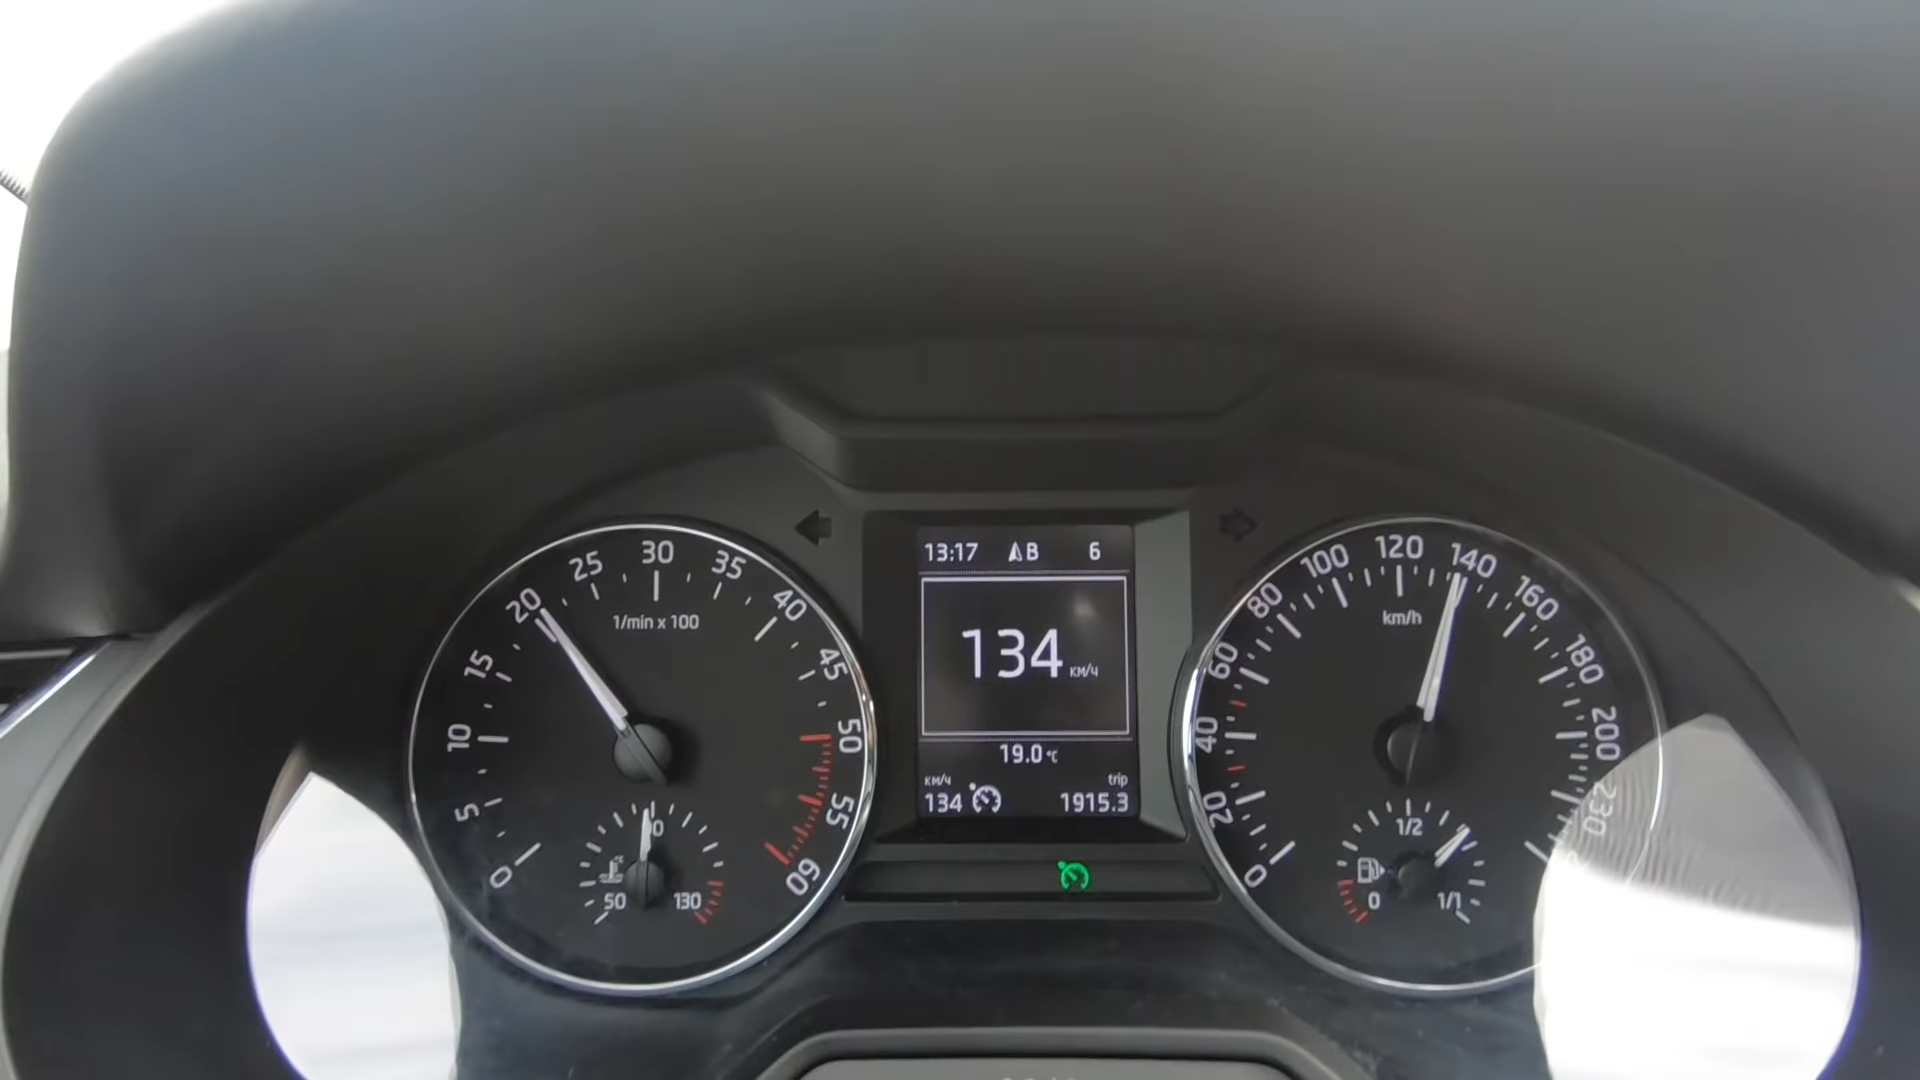 13:17 B 6
134 км/ч
19.0 °C
км/ч trip
134 1915.3
0 5 10 15 20 25 30 35 40 45 50 55 60
1/min x 100
°C
50 130
0 20 40 60 80 100 120 140 160 180 200 230
km/h
1/2
0 1/1